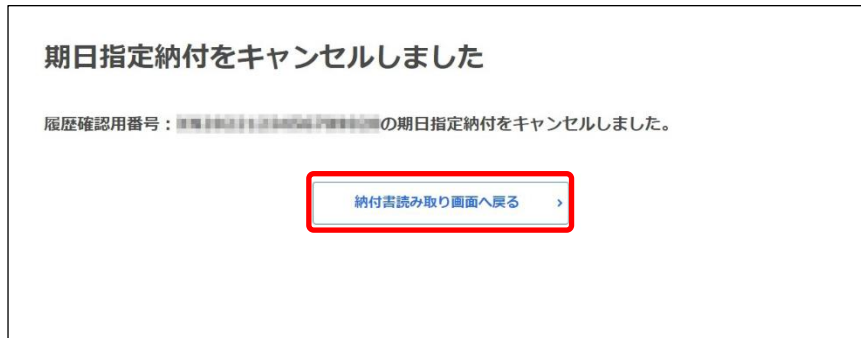 期日指定納付をキャンセルしました
履歴確認用番号：の期日指定納付をキャンセルしました。
納付書読み取り画面へ戻る